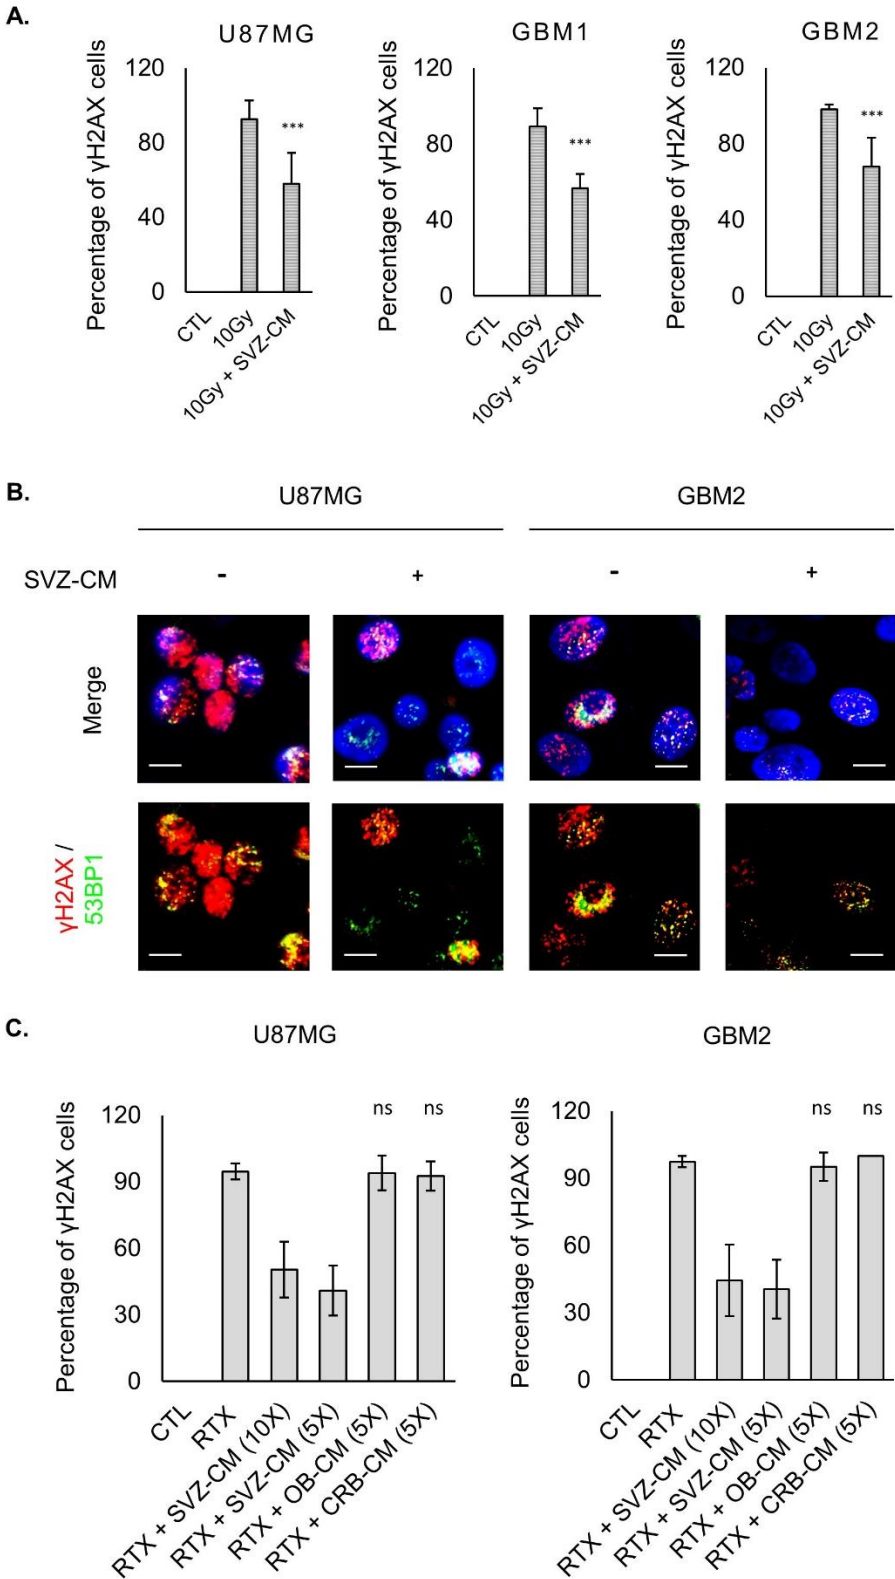 A.
U87MG
GBM1
GBM2
Percentage of γH2AX cells
120
80
40
0
***
CTL
10Gy
10Gy + SVZ-CM
Percentage of γH2AX cells
120
80
40
0
***
CTL
10Gy
10Gy + SVZ-CM
Percentage of γH2AX cells
120
80
40
0
***
CTL
10Gy
10Gy + SVZ-CM
B.
U87MG
GBM2
SVZ-CM - + - +
Merge
γH2AX /
53BP1
C.
U87MG
GBM2
Percentage of γH2AX cells
120
90
60
30
0
ns ns
CTL
RTX
RTX + SVZ-CM (10X)
RTX + SVZ-CM (5X)
RTX + OB-CM (5X)
RTX + CRB-CM (5X)
Percentage of γH2AX cells
120
90
60
30
0
ns ns
CTL
RTX
RTX + SVZ-CM (10X)
RTX + SVZ-CM (5X)
RTX + OB-CM (5X)
RTX + CRB-CM (5X)